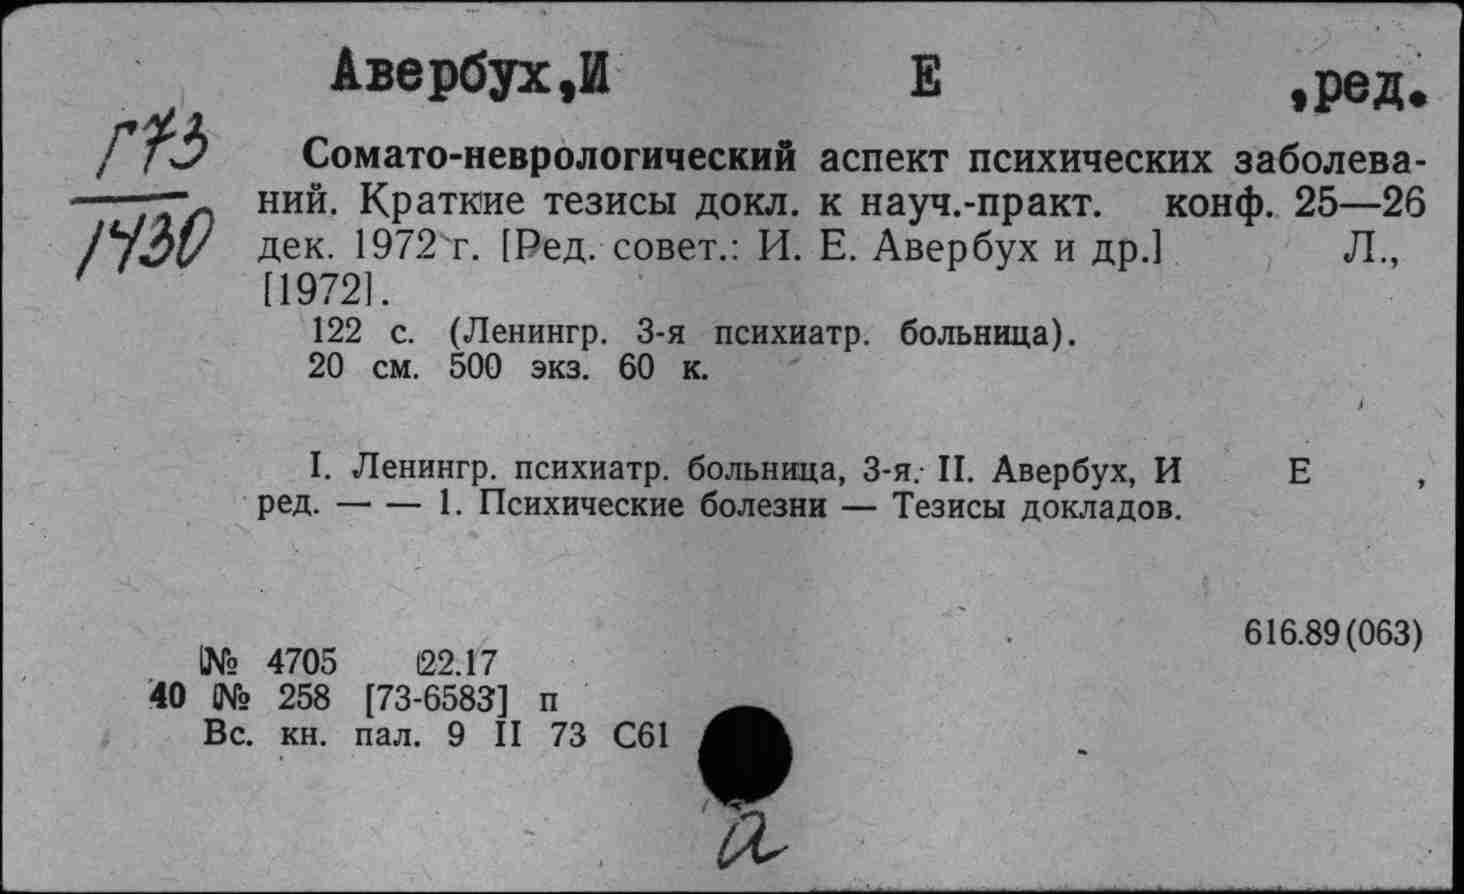 Авербух,И Е ,ред.
Г73
1430
Сомато-неврологический аспект психических заболева-
ний. Краткие тезисы докл. к науч.-практ. конф. 25—26
дек. 1972 г. [Ред. совет.: И. Е. Авербух и др.] Л.,
[1972].
122 с. (Ленингр. 3-я психиатр. больница).
20 см. 500 экз. 60 к.
I. Ленингр. психиатр. больница, 3-я. II. Авербух, И Е ,
ред. — — 1. Психические болезни — Тезисы докладов.
616.89(063)
№ 4705 22.17
40 № 258 [73-6583] п
Вс. кн. пал. 9 II 73 С61
а